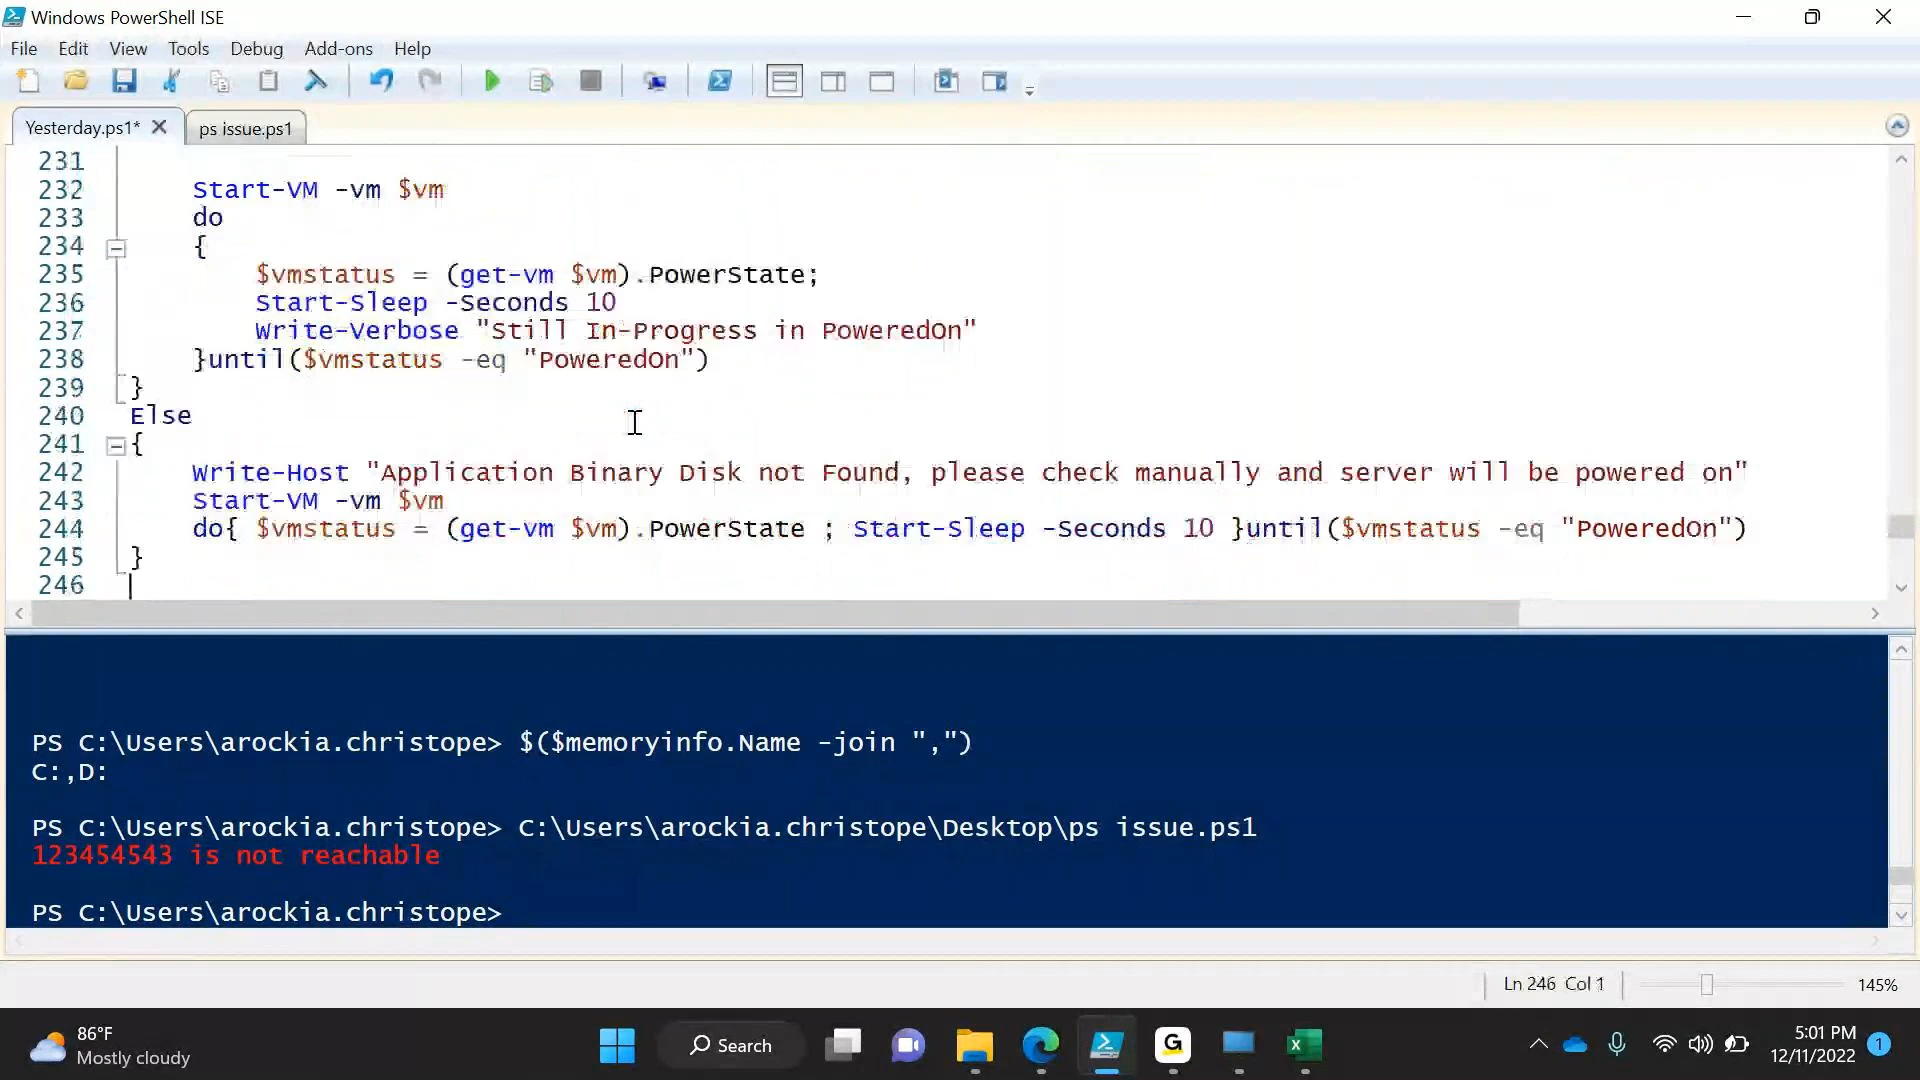 Windows PowerShell ISE
File Edit View Tools Debug Add-ons Help
Yesterday.ps1* ps issue.ps1
231
232 Start-VM -vm $vm
233 do
234 {
235 $vmstatus = (get-vm $vm).PowerState;
236 Start-Sleep -Seconds 10
237 Write-Verbose "Still In-Progress in PoweredOn"
238 }until($vmstatus -eq "PoweredOn")
239 }
240 Else
241 {
242 Write-Host "Application Binary Disk not Found, please check manually and server will be powered on"
243 Start-VM -vm $vm
244 do{ $vmstatus = (get-vm $vm).PowerState ; Start-Sleep -Seconds 10 }until($vmstatus -eq "PoweredOn")
245 }
246
PS C:\Users\arockia.christope> $($memoryinfo.Name -join ",")
C:,D:
PS C:\Users\arockia.christope> C:\Users\arockia.christope\Desktop\ps issue.ps1
123454543 is not reachable
PS C:\Users\arockia.christope>
Ln 246 Col 1 145%
86°F
Mostly cloudy
Search
5:01 PM
12/11/2022
1